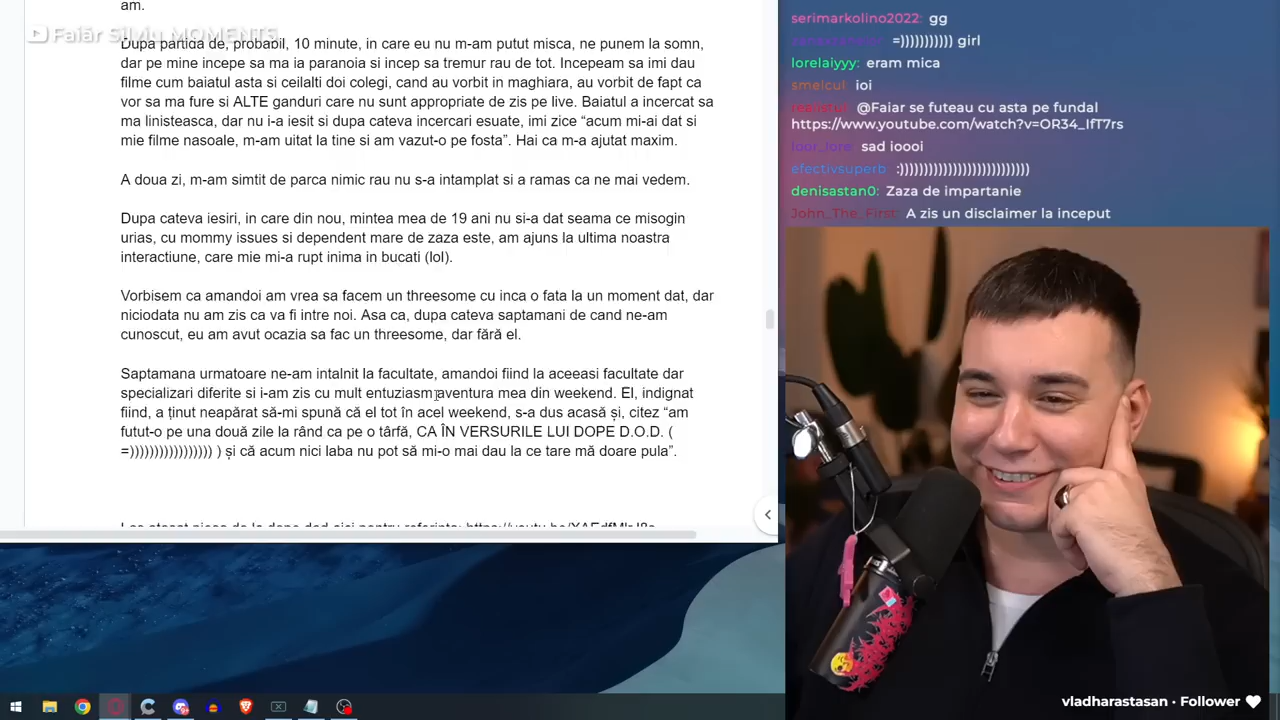 am.
Faiăr Silviu MOMENTS
Dupa partida de, probabil, 10 minute, in care eu nu m-am putut misca, ne punem la somn,
dar pe mine incepe sa ma ia paranoia si incep sa tremur rau de tot. Incepeam sa imi dau
filme cum baiatul asta si ceilalti doi colegi, cand au vorbit in maghiara, au vorbit de fapt ca
vor sa ma fure si ALTE ganduri care nu sunt appropriate de zis pe live. Baiatul a incercat sa
ma linisteasca, dar nu i-a iesit si dupa cateva incercari esuate, imi zice “acum mi-ai dat si
mie filme nasoale, m-am uitat la tine si am vazut-o pe fosta”. Hai ca m-a ajutat maxim.
A doua zi, m-am simtit de parca nimic rau nu s-a intamplat si a ramas ca ne mai vedem.
Dupa cateva iesiri, in care din nou, mintea mea de 19 ani nu si-a dat seama ce misogin
urias, cu mommy issues si dependent mare de zaza este, am ajuns la ultima noastra
interactiune, care mie mi-a rupt inima in bucati (lol).
Vorbisem ca amandoi am vrea sa facem un threesome cu inca o fata la un moment dat, dar
niciodata nu am zis ca va fi intre noi. Asa ca, dupa cateva saptamani de cand ne-am
cunoscut, eu am avut ocazia sa fac un threesome, dar fără el.
Saptamana urmatoare ne-am intalnit la facultate, amandoi fiind la aceeasi facultate dar
specializari diferite si i-am zis cu mult entuziasm aventura mea din weekend. El, indignat
fiind, a ținut neapărat să-mi spună că el tot în acel weekend, s-a dus acasă și, citez “am
futut-o pe una două zile la rând ca pe o târfă, CA ÎN VERSURILE LUI DOPE D.O.D. (
=))))))))))))))))) ) și că acum nici laba nu pot să mi-o mai dau la ce tare mă doare pula”.
serimarkolino2022: gg
=))))))))))) girl
lorelaiyyy: eram mica
smelcul: ioi
@Faiar se futeau cu asta pe fundal
https://www.youtube.com/watch?v=OR34_IfT7rs
loor_lore: sad ioooi
efectivsuperb: :))))))))))))))))))))))))))
denisastan0: Zaza de impartanie
John_The_First: A zis un disclaimer la inceput
vladharastasan · Follower